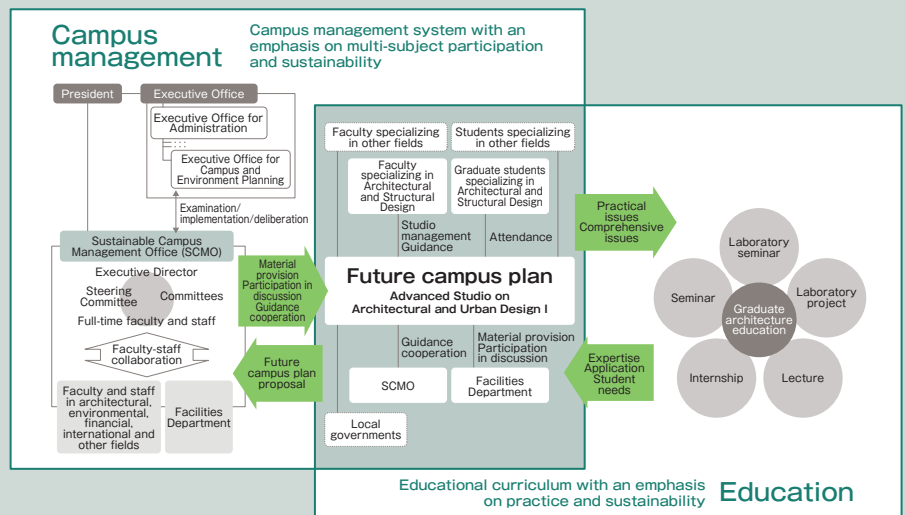 Campus
management
Campus management system with an
emphasis on multi-subject participation
and sustainability
President
Executive Office
Executive Office for
Administration
Executive Office for
Campus and
Environment Planning
Examination/
implementation/deliberation
Sustainable Campus
Management Office (SCMO)
Executive Director
Steering
Committee
Committees
Full-time faculty and staff
Faculty-staff
collaboration
Faculty and staff
in architectural,
environmental,
financial,
international and
other fields
Facilities
Department
Material
provision
Participation in
discussion
Guidance
cooperation
Future
campus plan
proposal
Faculty specializing
in other fields
Students specializing
in other fields
Faculty
specializing in
Architectural
and Structural
Design
Graduate students
specializing in
Architectural and
Structural Design
Studio
management
Guidance
Attendance
Future campus plan
Advanced Studio on
Architectural and Urban Design I
Guidance
cooperation
Material provision
Participation
in discussion
SCMO
Facilities
Department
Local
governments
Practical
issues
Comprehensive
issues
Expertise
Application
Student
needs
Laboratory
seminar
Seminar
Laboratory
project
Graduate
architecture
education
Internship
Lecture
Educational curriculum with an emphasis
on practice and sustainability
Education